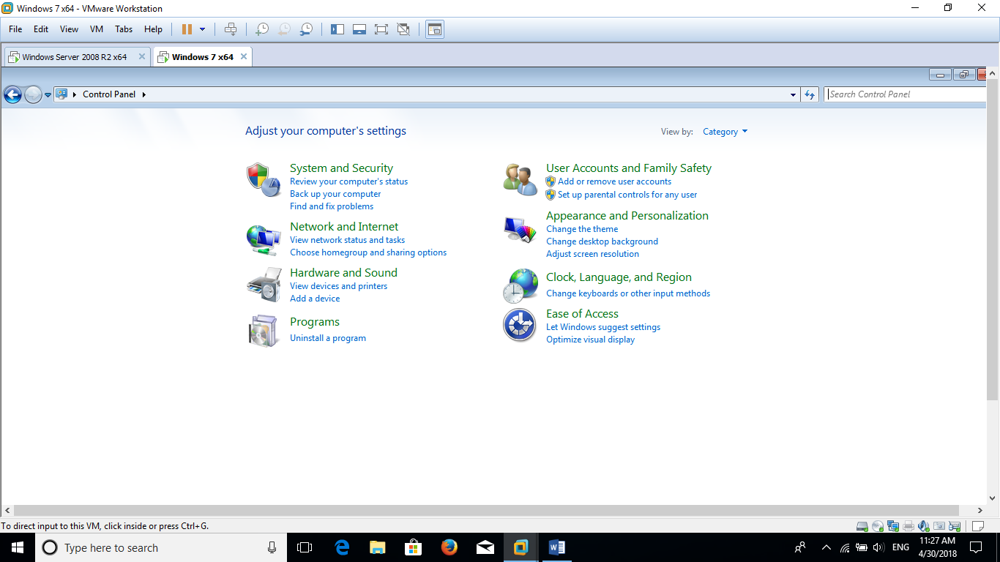 Windows 7 x64 - VMware Workstation
File Edit View VM Tabs Help
Windows Server 2008 R2 x64 Windows 7 x64
Control Panel
Search Control Panel
Adjust your computer's settings
View by: Category
System and Security
Review your computer's status
Back up your computer
Find and fix problems
Network and Internet
View network status and tasks
Choose homegroup and sharing options
Hardware and Sound
View devices and printers
Add a device
Programs
Uninstall a program
User Accounts and Family Safety
Add or remove user accounts
Set up parental controls for any user
Appearance and Personalization
Change the theme
Change desktop background
Adjust screen resolution
Clock, Language, and Region
Change keyboards or other input methods
Ease of Access
Let Windows suggest settings
Optimize visual display
To direct input to this VM, click inside or press Ctrl+G.
Type here to search
ENG
11:27 AM
4/30/2018